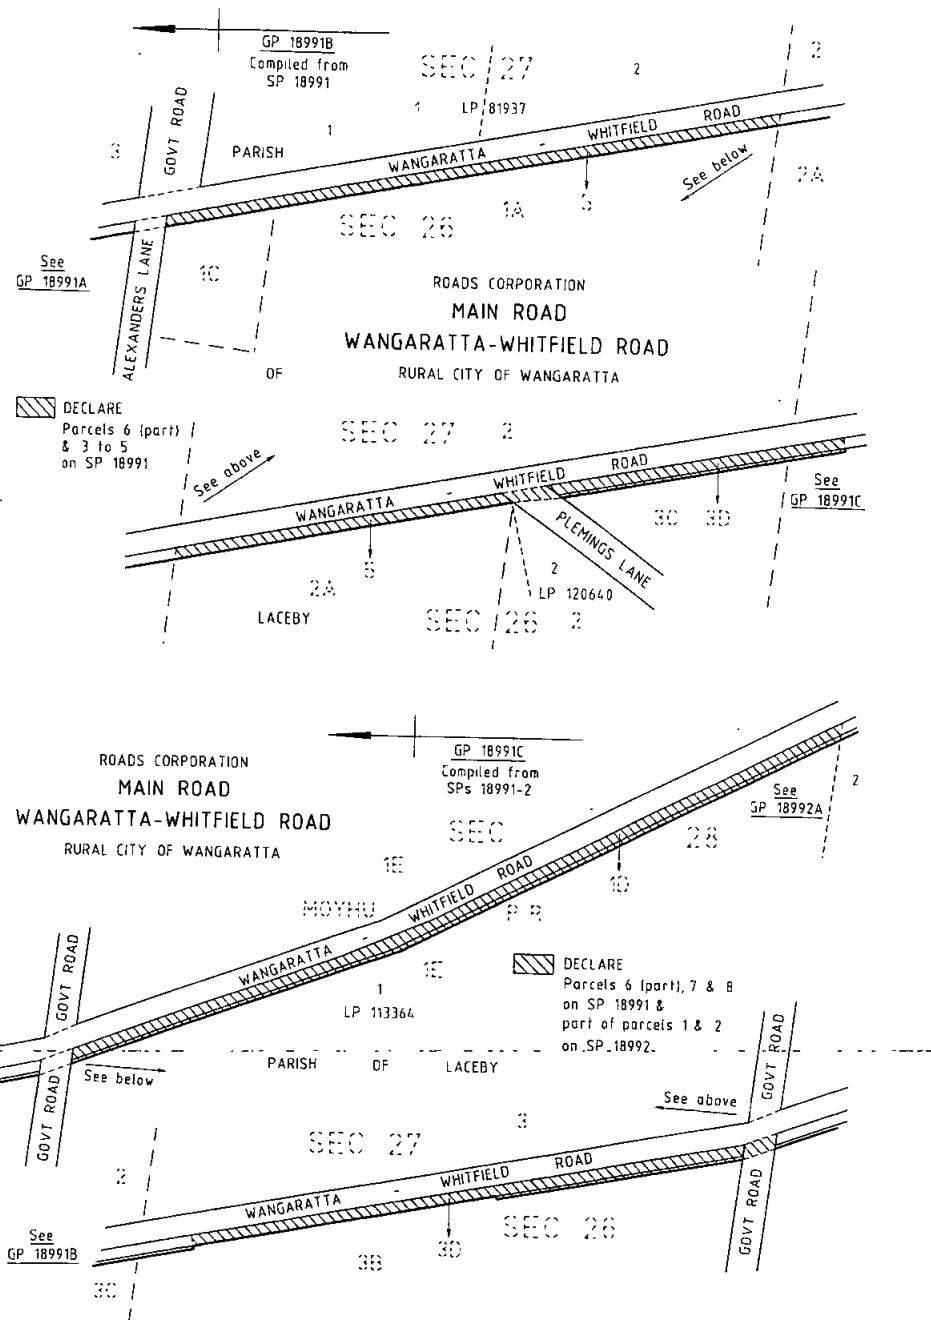 GP 18991B
Compiled from
SP 18991
SEC 27
2
2
1
LP 81937
1
GOVT ROAD
3
PARISH
WANGARATTA - WHITFIELD ROAD
See below
2A
1A
5
SEC 26
See
GP 18991A
1C
ALEXANDERS LANE
ROADS CORPORATION
MAIN ROAD
WANGARATTA-WHITFIELD ROAD
OF
RURAL CITY OF WANGARATTA
DECLARE
Parcels 6 (part)
& 3 to 5
on SP 18991
SEC 27
2
See above
WANGARATTA - WHITFIELD ROAD
See
GP 18991C
3C
3D
PLEMINGS LANE
5
2A
2
LP 120640
LACEBY
SEC 26
2
GP 18991C
Compiled from
SPs 18991-2
ROADS CORPORATION
MAIN ROAD
WANGARATTA-WHITFIELD ROAD
RURAL CITY OF WANGARATTA
See
GP 18992A
2
SEC
28
1E
1D
MOYHU
P R
WANGARATTA - WHITFIELD ROAD
1E
GOVT ROAD
1
LP 113364
DECLARE
Parcels 6 (part), 7 & 8
on SP 18991 &
part of parcels 1 & 2
on SP 18992
GOVT ROAD
See below
PARISH OF LACEBY
GOVT ROAD
See above
3
SEC 27
2
WANGARATTA - WHITFIELD ROAD
GOVT ROAD
SEC 26
See
GP 18991B
3D
3B
3C